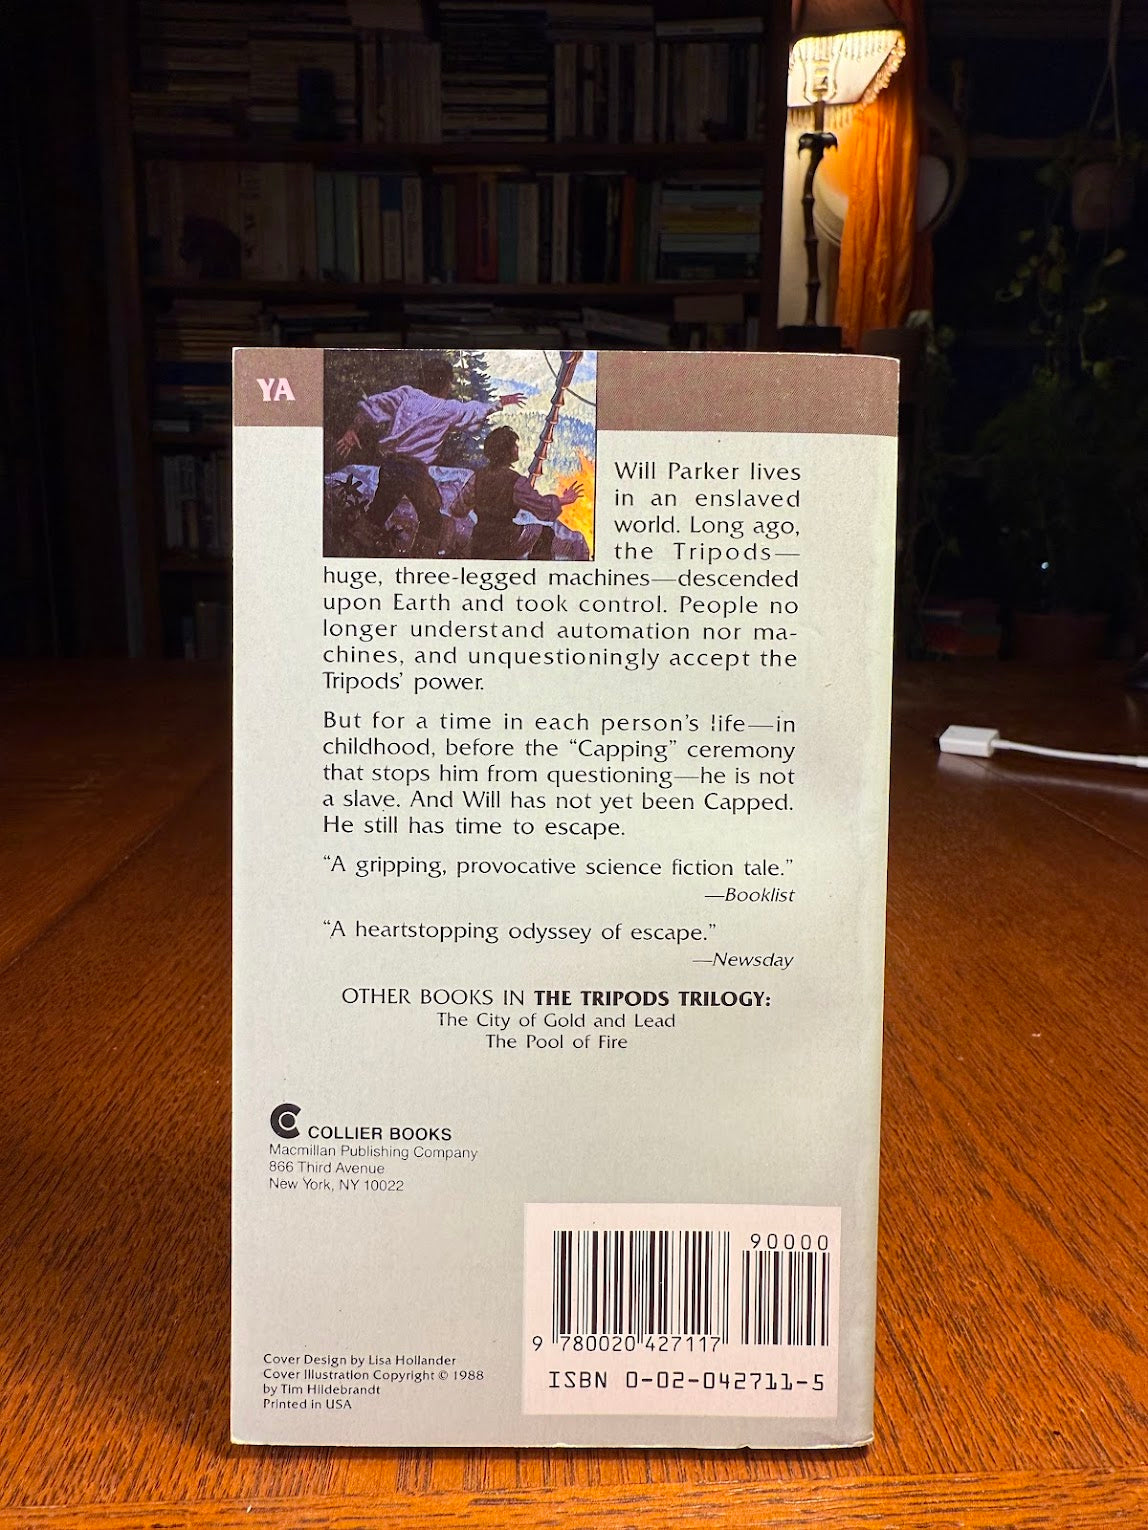 YA
Will Parker lives
in an enslaved
world. Long ago,
the Tripods—
huge, three-legged machines—descended
upon Earth and took control. People no
longer understand automation nor ma-
chines, and unquestioningly accept the
Tripods’ power.
But for a time in each person’s life—in
childhood, before the “Capping” ceremony
that stops him from questioning—he is not
a slave. And Will has not yet been Capped.
He still has time to escape.
“A gripping, provocative science fiction tale.”
—Booklist
“A heartstopping odyssey of escape.”
—Newsday
OTHER BOOKS IN THE TRIPODS TRILOGY:
The City of Gold and Lead
The Pool of Fire
COLLIER BOOKS
Macmillan Publishing Company
866 Third Avenue
New York, NY 10022
90000
9 780020 427117
ISBN 0-02-042711-5
Cover Design by Lisa Hollander
Cover Illustration Copyright © 1988
by Tim Hildebrandt
Printed in USA